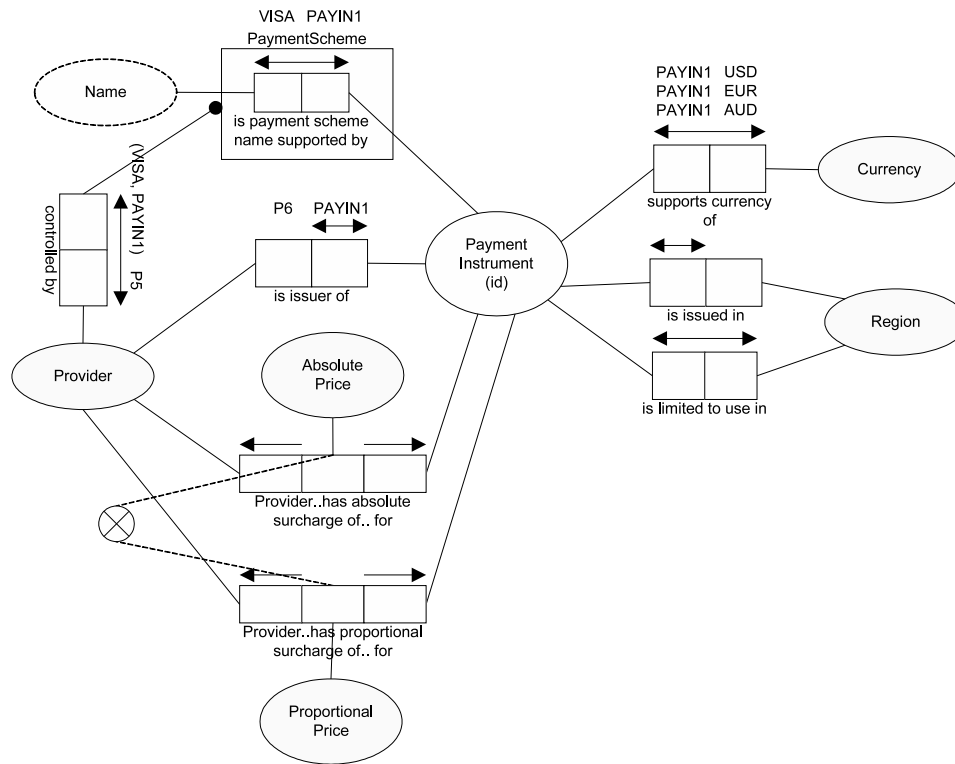 VISA PAYIN1
PaymentScheme
Name
is payment scheme
name supported by
PAYIN1 USD
PAYIN1 EUR
PAYIN1 AUD
Currency
supports currency
of
(VISA, PAYIN1) P5
controlled by
P6 PAYIN1
is issuer of
Payment
Instrument
(id)
is issued in
Region
is limited to use in
Provider
Absolute
Price
Provider..has absolute
surcharge of.. for
Provider..has proportional
surcharge of.. for
Proportional
Price